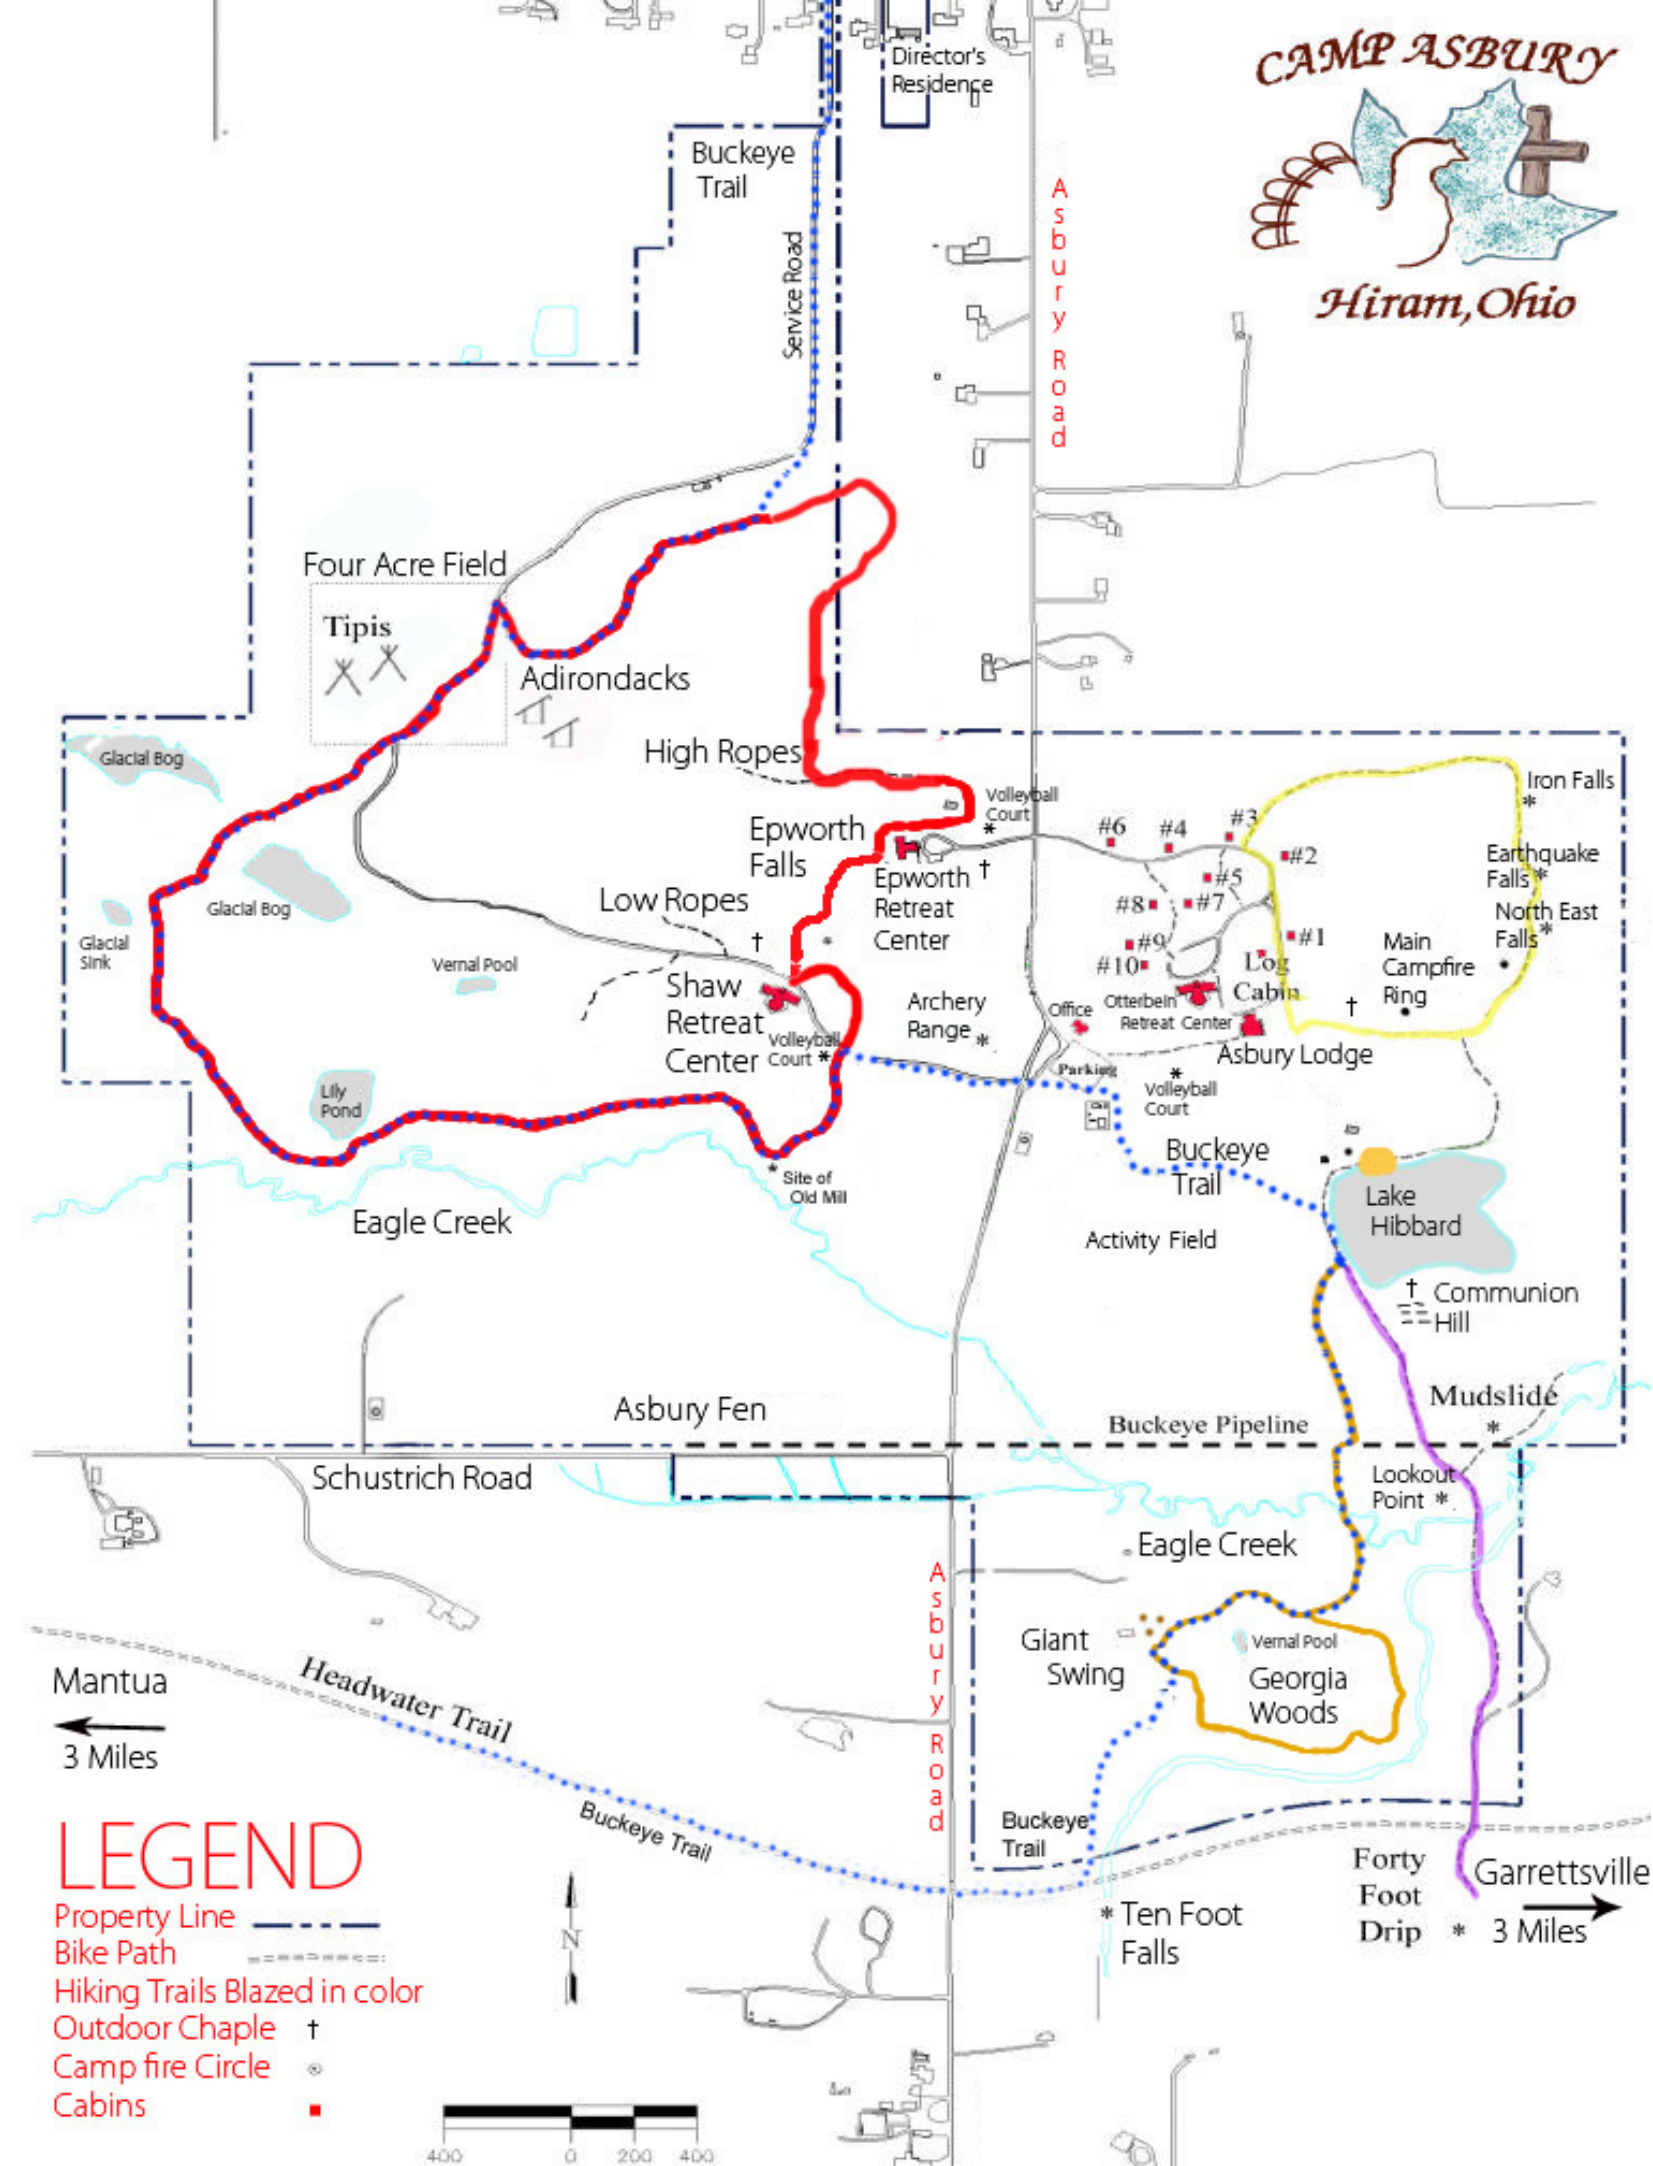 CAMP ASBURY
Hiram, Ohio
Director's
Residence
Buckeye
Trail
Service Road
Asbury Road
Four Acre Field
Tipis
Adirondacks
High Ropes
Glacial Bog
Volleyball
Court
Epworth
Falls
Epworth
Retreat
Center
#6
#4
#3
#2
#5
#8
#7
#9
#10
#1
Iron Falls
Earthquake
Falls
North East
Falls
Main
Campfire
Ring
Low Ropes
Glacial Bog
Glacial
Sink
Vernal Pool
Shaw
Retreat
Center
Volleyball
Court
Archery
Range
Office
Otterbein
Retreat Center
Log
Cabin
Asbury Lodge
Parking
Volleyball
Court
Lily
Pond
Buckeye
Trail
Site of
Old Mill
Lake
Hibbard
Eagle Creek
Activity Field
Communion
Hill
Asbury Fen
Buckeye Pipeline
Mudslide
Schustrich Road
Lookout
Point
Eagle Creek
Asbury Road
Giant
Swing
Vernal Pool
Georgia
Woods
Mantua
3 Miles
Headwater Trail
Buckeye Trail
Buckeye
Trail
Forty
Foot
Drip
Garrettsville
3 Miles
Ten Foot
Falls
LEGEND
Property Line
Bike Path
Hiking Trails Blazed in color
Outdoor Chaple
Camp fire Circle
Cabins
N
400 0 200 400